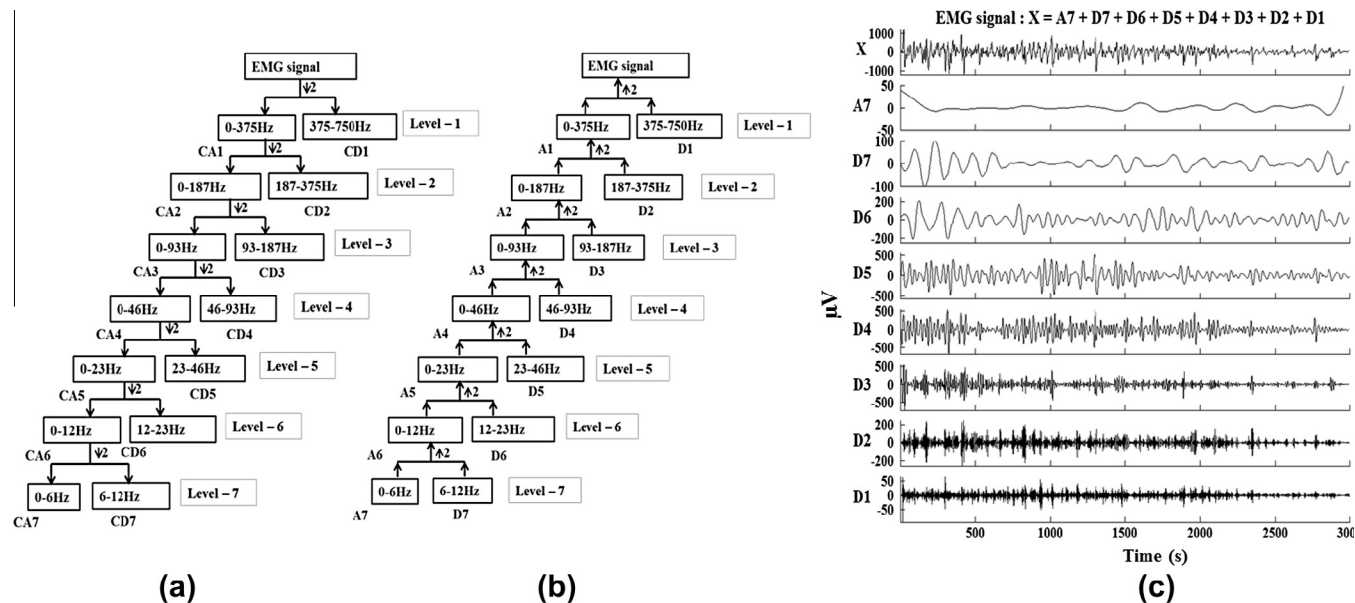 EMG signal
↓2
0-375Hz
375-750Hz
Level – 1
CA1
↓2
CD1
0-187Hz
187-375Hz
Level – 2
CA2
↓2
CD2
0-93Hz
93-187Hz
Level – 3
CA3
↓2
CD3
0-46Hz
46-93Hz
Level – 4
CA4
↓2
CD4
0-23Hz
23-46Hz
Level – 5
CA5
↓2
CD5
0-12Hz
12-23Hz
Level – 6
CA6
↓2
CD6
0-6Hz
6-12Hz
Level – 7
CA7
CD7
(a)
EMG signal
↑2
0-375Hz
375-750Hz
Level – 1
A1
↑2
D1
0-187Hz
187-375Hz
Level – 2
A2
↑2
D2
0-93Hz
93-187Hz
Level – 3
A3
↑2
D3
0-46Hz
46-93Hz
Level – 4
A4
↑2
D4
0-23Hz
23-46Hz
Level – 5
A5
↑2
D5
0-12Hz
12-23Hz
Level – 6
A6
↑2
D6
0-6Hz
6-12Hz
Level – 7
A7
D7
(b)
EMG signal : X = A7 + D7 + D6 + D5 + D4 + D3 + D2 + D1
X
1000
0
-1000
A7
50
0
-50
D7
100
0
-100
D6
200
0
-200
D5
500
0
-500
µV
D4
500
0
-500
D3
500
0
-500
D2
200
0
-200
D1
50
0
-50
500
1000
1500
2000
2500
300
Time (s)
(c)